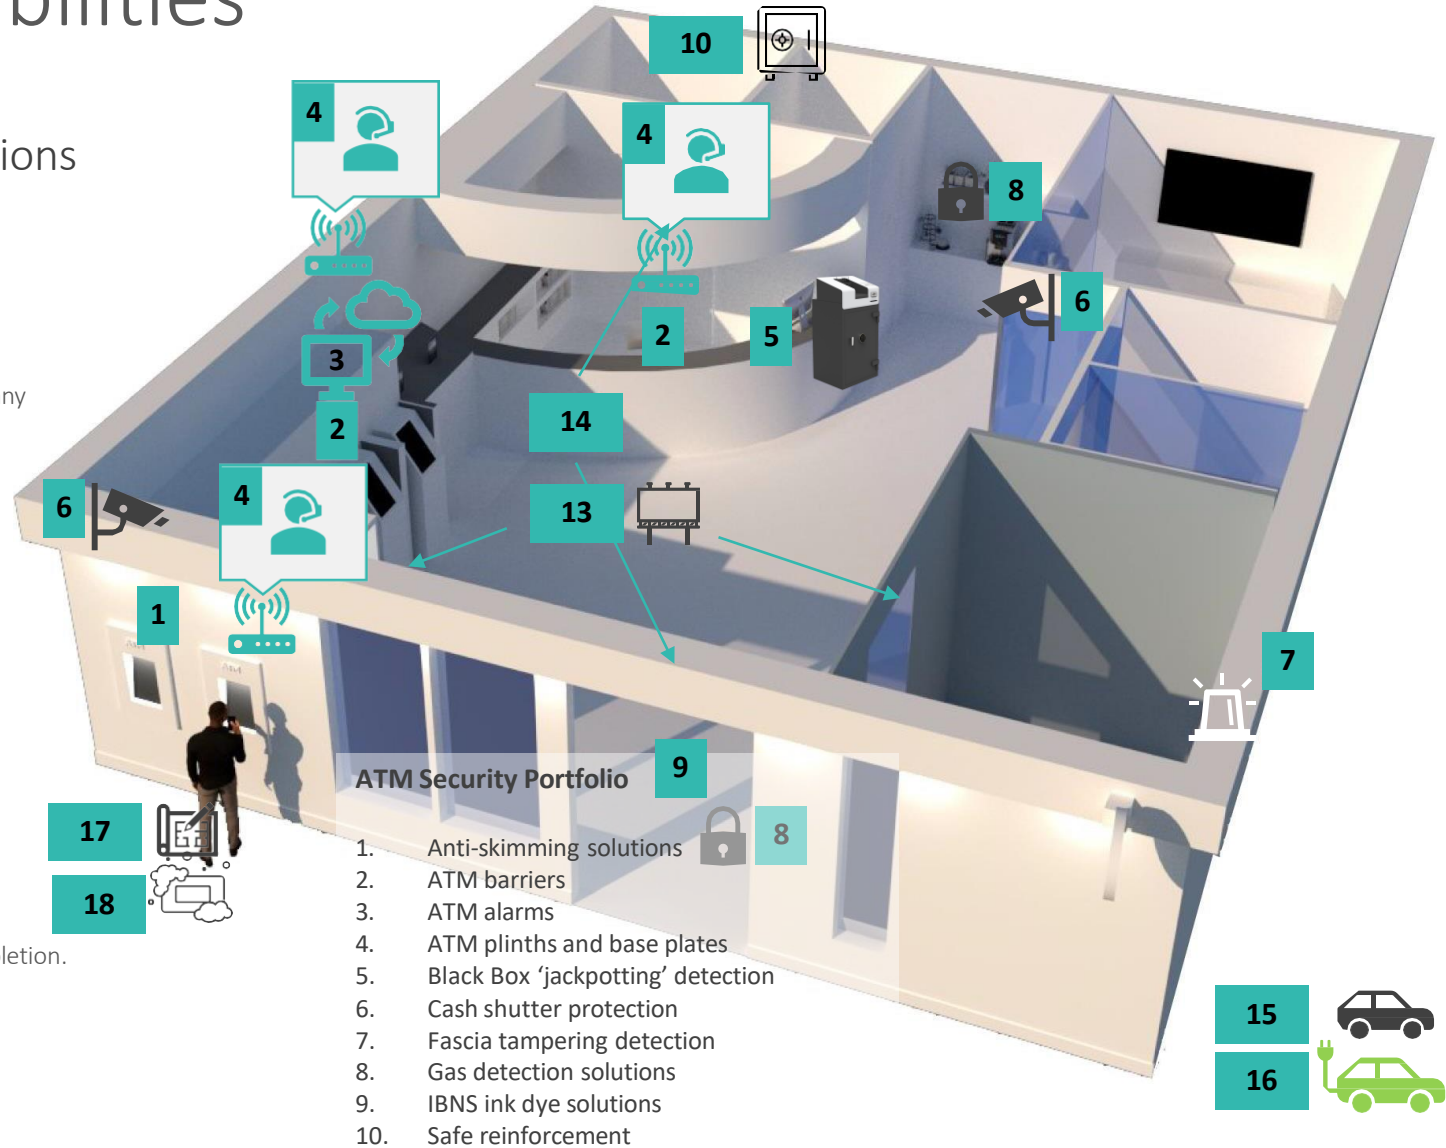 bilities
10
4
4
ions
8
6
2
5
3
ny
14
2
4
6
13
1
ATM
ATM
7
ATM Security Portfolio
9
17
8
1. Anti-skimming solutions
2. ATM barriers
18
3. ATM alarms
4. ATM plinths and base plates
letion.
5. Black Box ‘jackpotting’ detection
6. Cash shutter protection
15
7. Fascia tampering detection
8. Gas detection solutions
16
9. IBNS ink dye solutions
10. Safe reinforcement